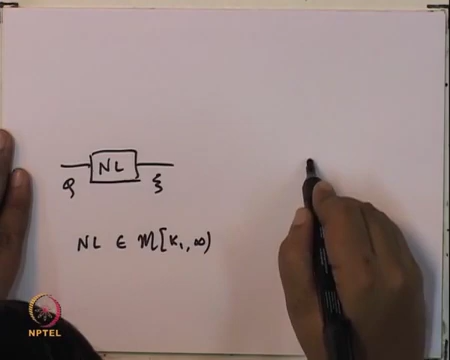 NL
φ ξ
NL ∈ M[K₁, ∞)
NPTEL